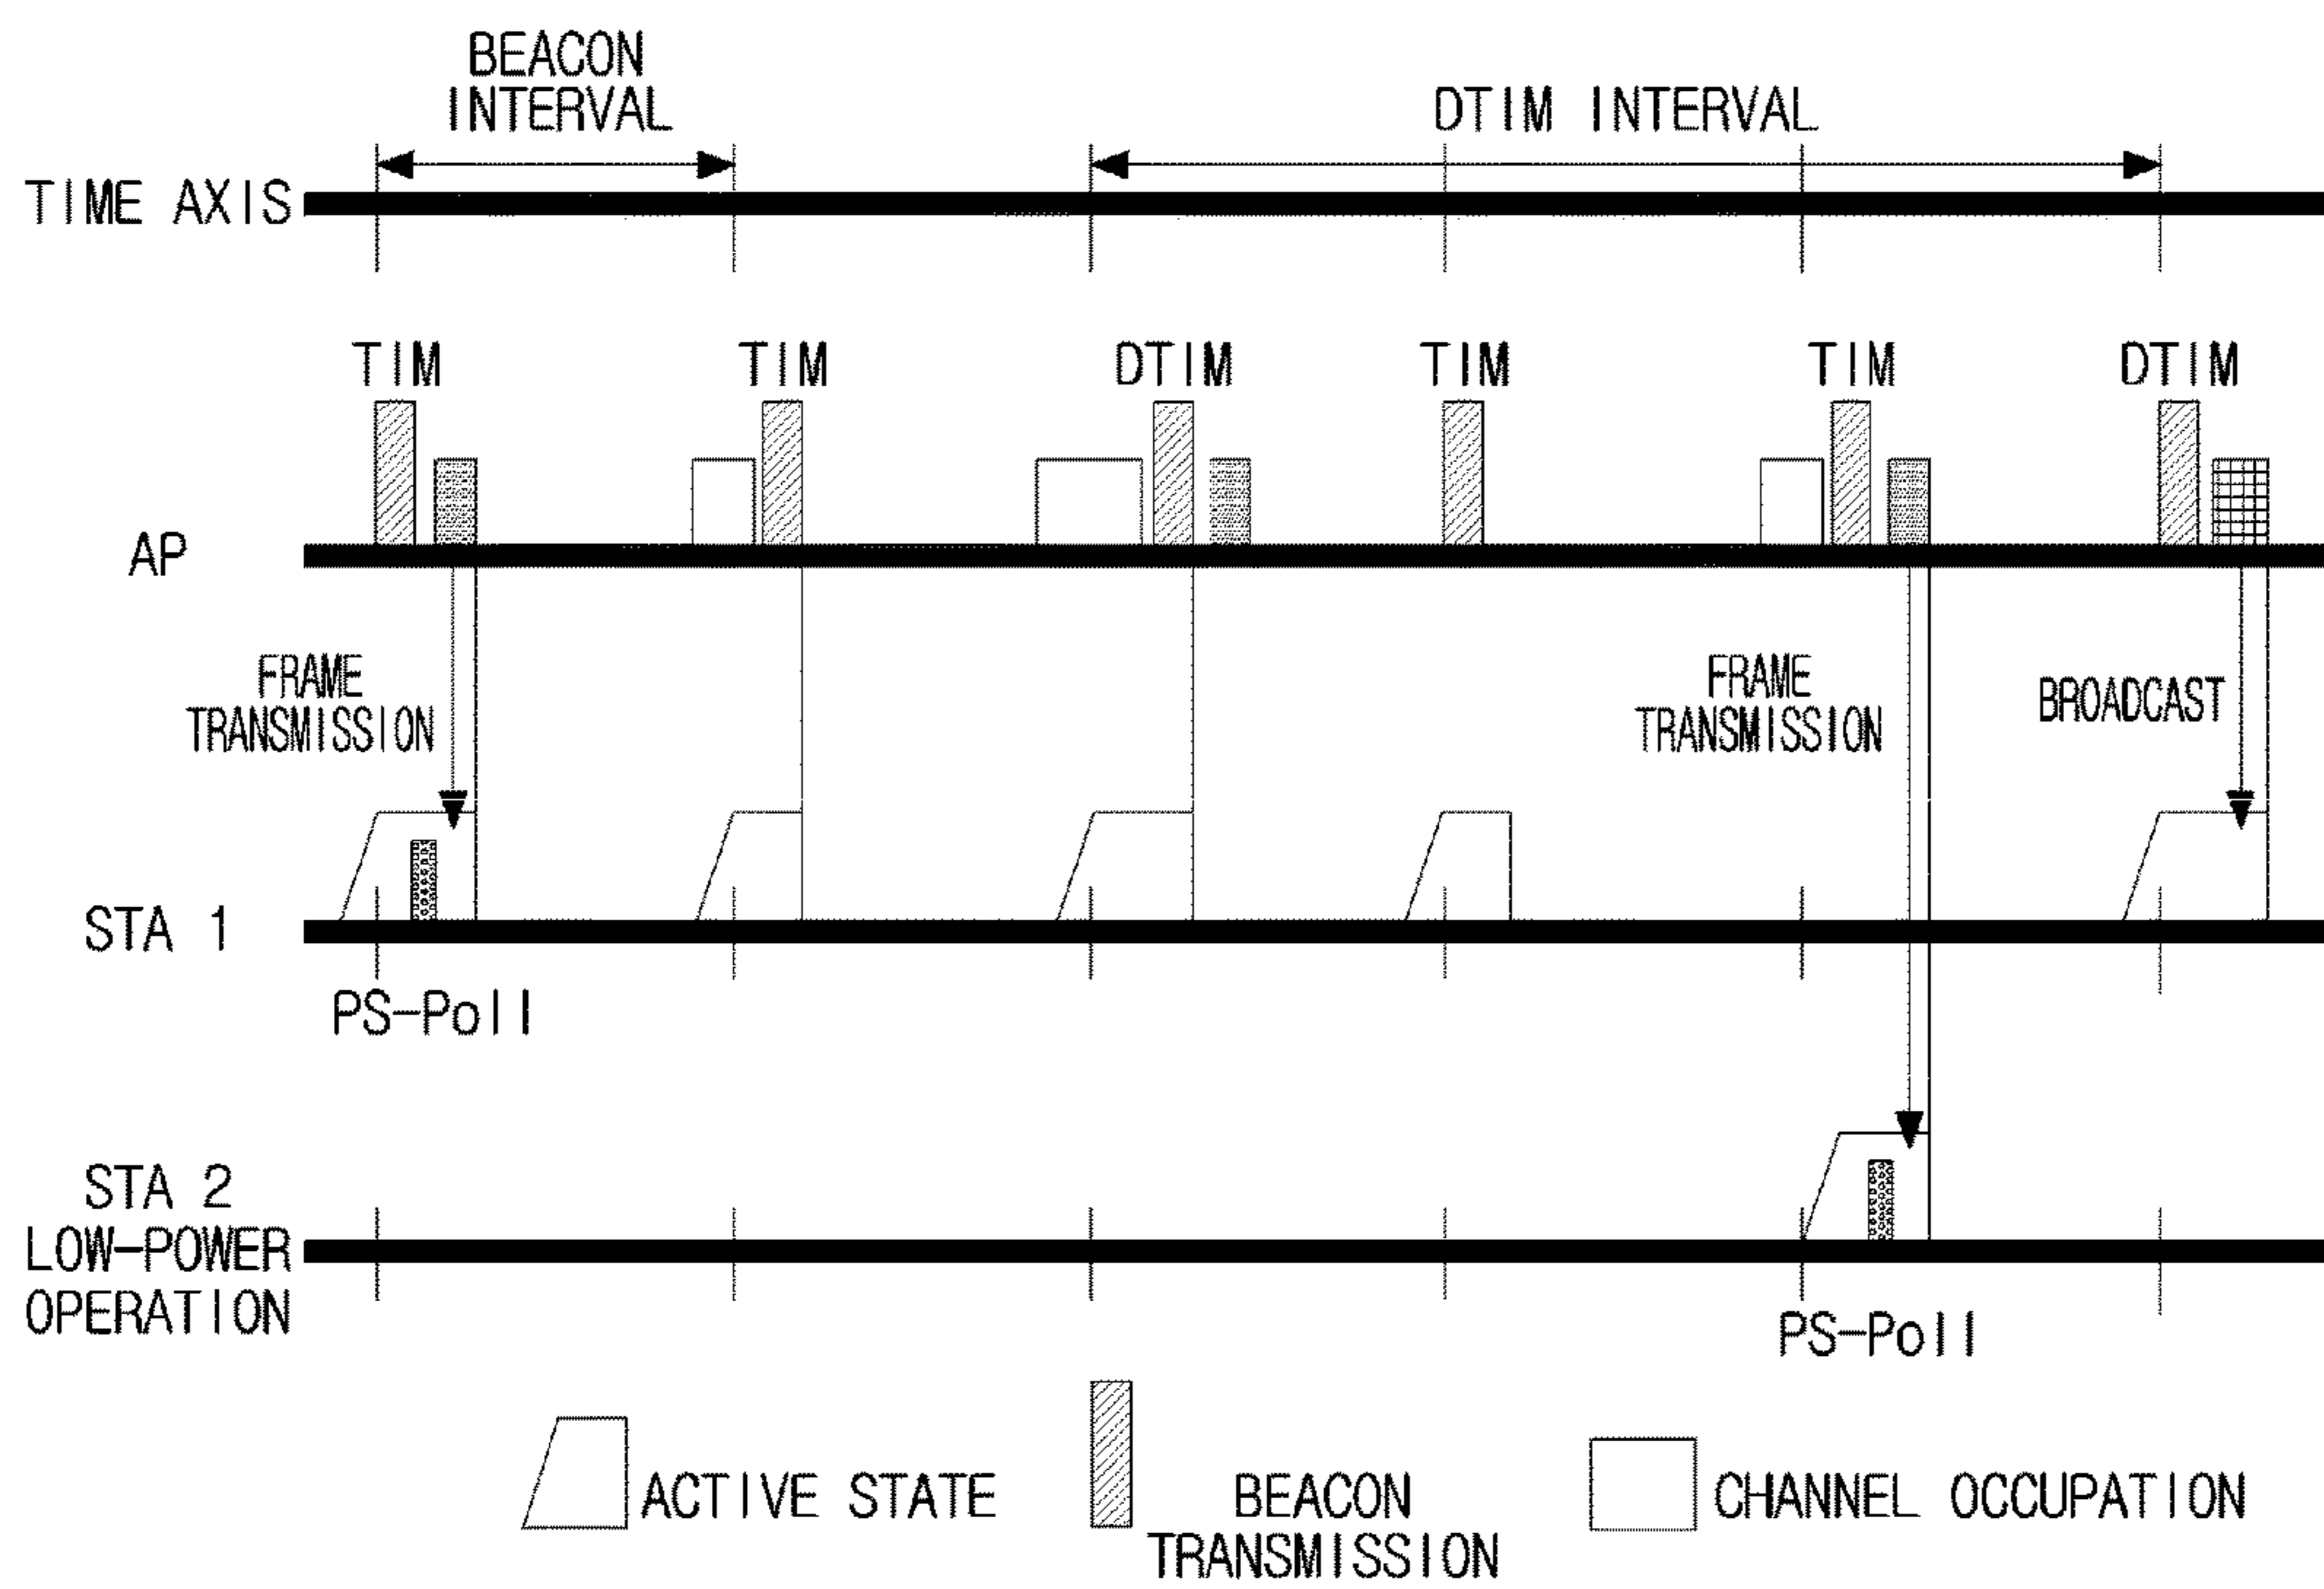 BEACON
INTERVAL
DTIM INTERVAL
TIME AXIS
TIM
TIM
DTIM
TIM
TIM
DTIM
AP
FRAME
TRANSMISSION
FRAME
TRANSMISSION
BROADCAST
STA 1
PS-Poll
STA 2
LOW-POWER
OPERATION
PS-Poll
ACTIVE STATE
BEACON
TRANSMISSION
CHANNEL OCCUPATION